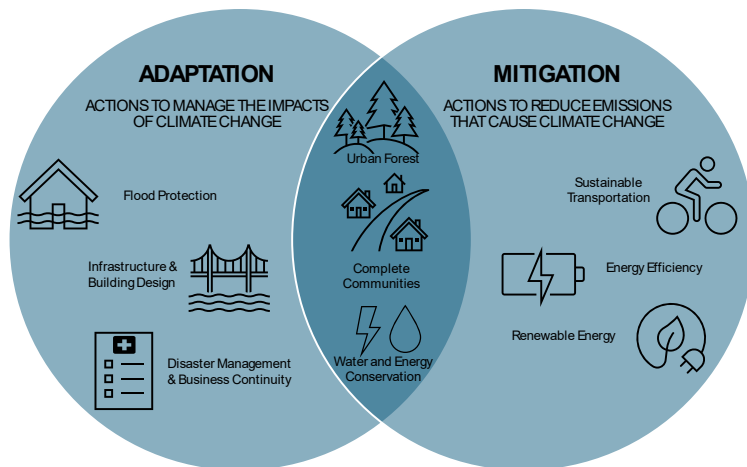 ADAPTATION
ACTIONS TO MANAGE THE IMPACTS
OF CLIMATE CHANGE
Flood Protection
Infrastructure &
Building Design
Disaster Management
& Business Continuity
Urban Forest
Complete
Communities
Water and Energy
Conservation
MITIGATION
ACTIONS TO REDUCE EMISSIONS
THAT CAUSE CLIMATE CHANGE
Sustainable
Transportation
Energy Efficiency
Renewable Energy